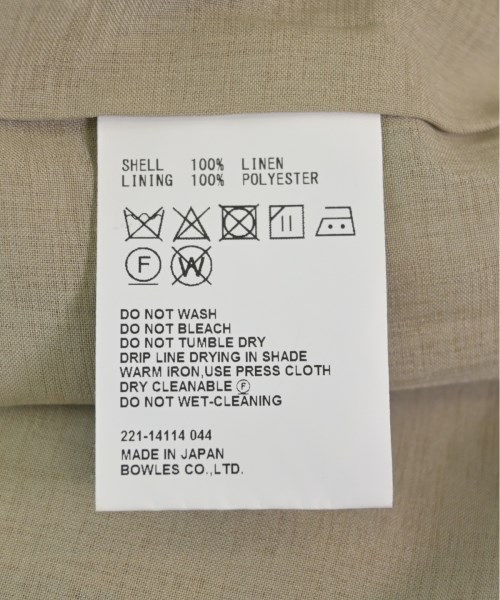 SHELL 100% LINEN
LINING 100% POLYESTER
F W
DO NOT WASH
DO NOT BLEACH
DO NOT TUMBLE DRY
DRIP LINE DRYING IN SHADE
WARM IRON,USE PRESS CLOTH
DRY CLEANABLE Ⓕ
DO NOT WET-CLEANING
221-14114 044
MADE IN JAPAN
BOWLES CO.,LTD.